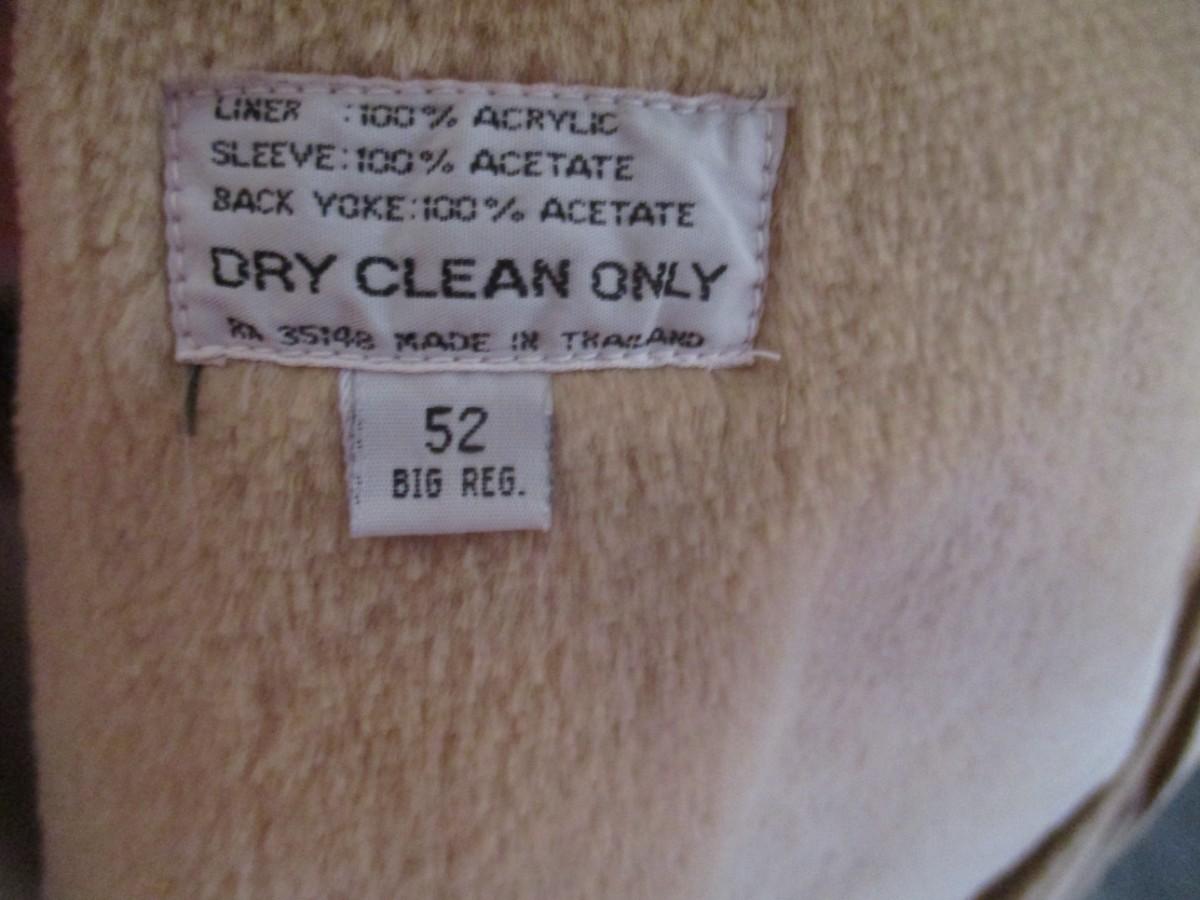 LINER :100% ACRYLIC
SLEEVE:100% ACETATE
BACK YOKE:100% ACETATE
DRY CLEAN ONLY
RN 35148 MADE IN THAILAND
52
BIG REG.